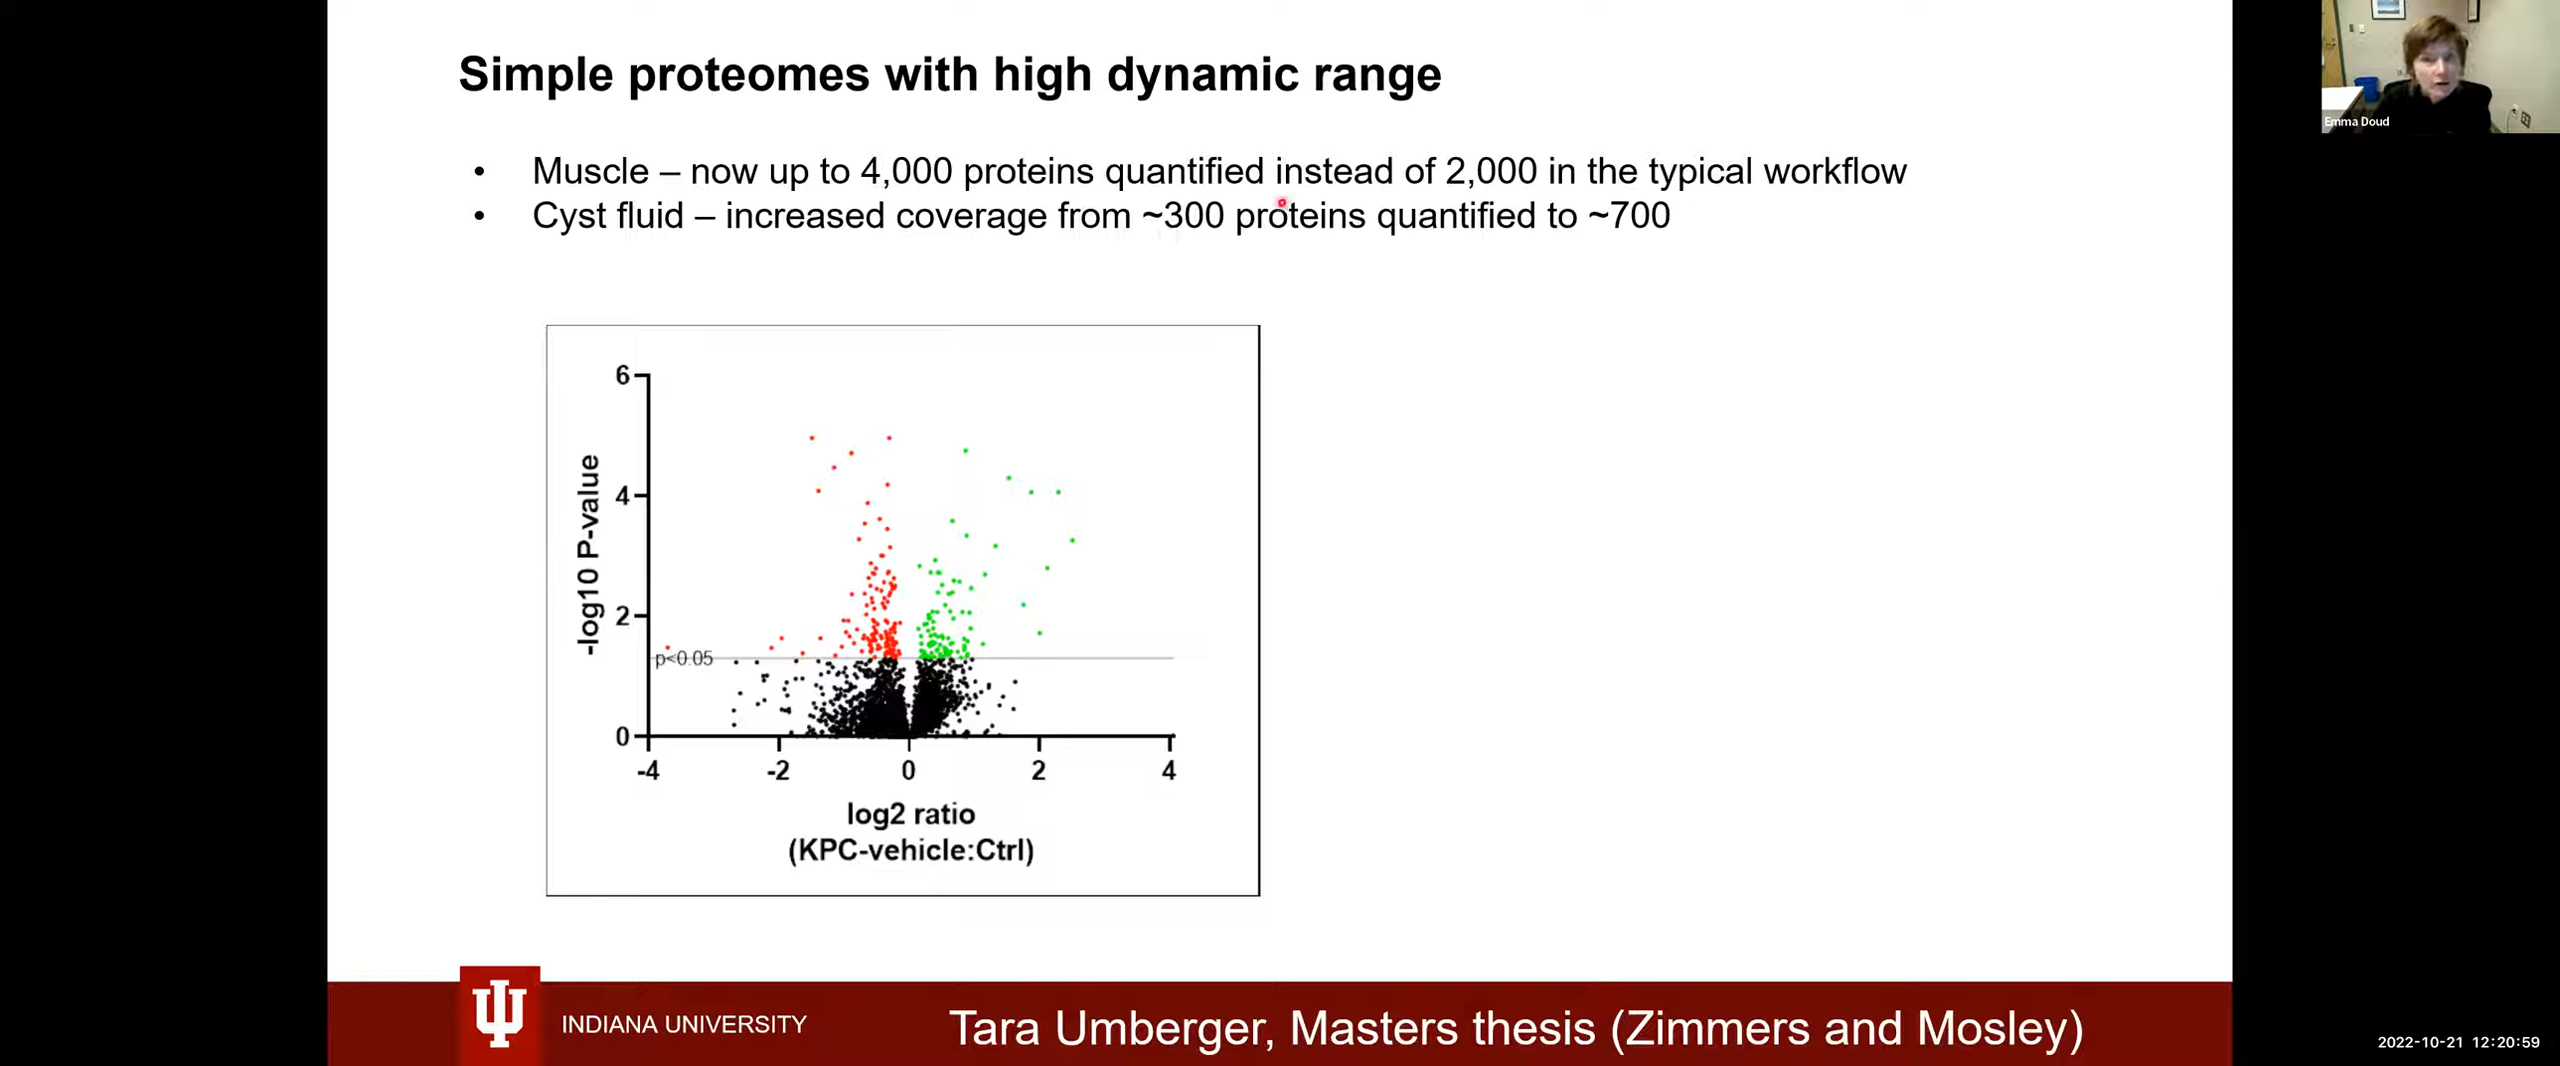 Simple proteomes with high dynamic range
• Muscle – now up to 4,000 proteins quantified instead of 2,000 in the typical workflow
• Cyst fluid – increased coverage from ~300 proteins quantified to ~700
6
4
2
0
-log10 P-value
p<0.05
-4 -2 0 2 4
log2 ratio
(KPC-vehicle:Ctrl)
INDIANA UNIVERSITY
Tara Umberger, Masters thesis (Zimmers and Mosley)
Emma Doud
2022-10-21 12:20:59